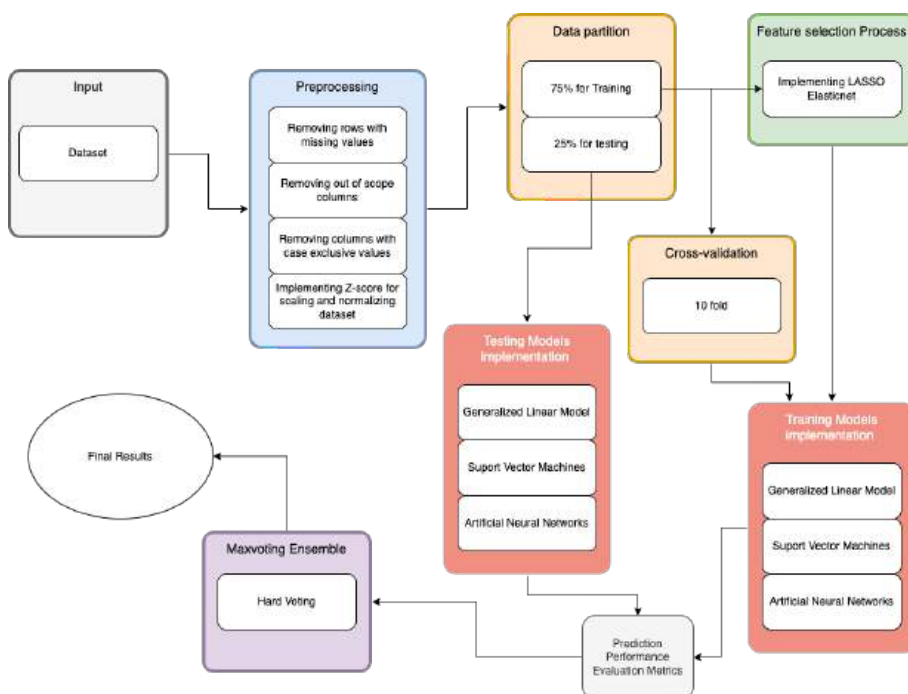 Input
Dataset
Preprocessing
Removing rows with
missing values
Removing out of scope
columns
Removing columns with
case exclusive values
Implementing Z-score for
scaling and normalizing
dataset
Data partition
75% for Training
25% for testing
Feature selection Process
Implementing LASSO
Elasticnet
Cross-validation
10 fold
Testing Models
implementation
Generalized Linear Model
Suport Vector Machines
Artificial Neural Networks
Training Models
implementation
Generalized Linear Model
Suport Vector Machines
Artificial Neural Networks
Prediction
Performance
Evaluation Metrics
Maxvoting Ensemble
Hard Voting
Final Results